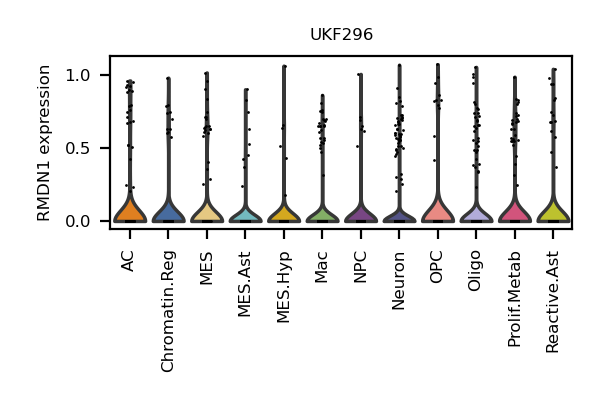 UKF296
RMDN1 expression
1.0
0.5
0.0
AC
Chromatin.Reg
MES
MES.Ast
MES.Hyp
Mac
NPC
Neuron
OPC
Oligo
Prolif.Metab
Reactive.Ast